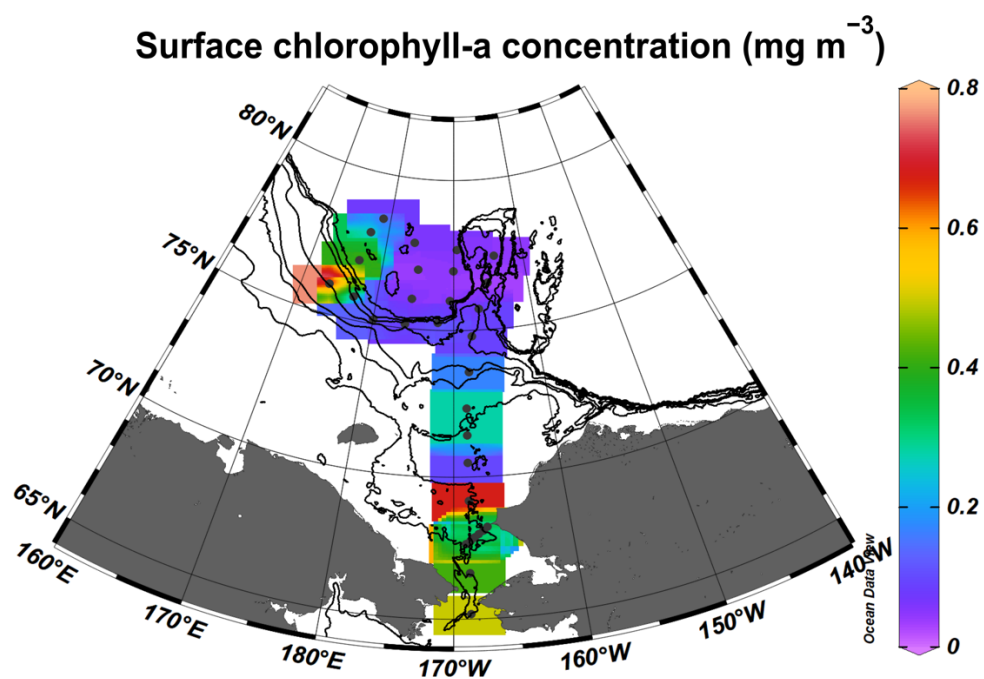 Surface chlorophyll-a concentration (mg m⁻³)
80°N
75°N
70°N
65°N
160°E
170°E
180°E
170°W
160°W
150°W
140°W
Ocean Data View
0.8
0.6
0.4
0.2
0